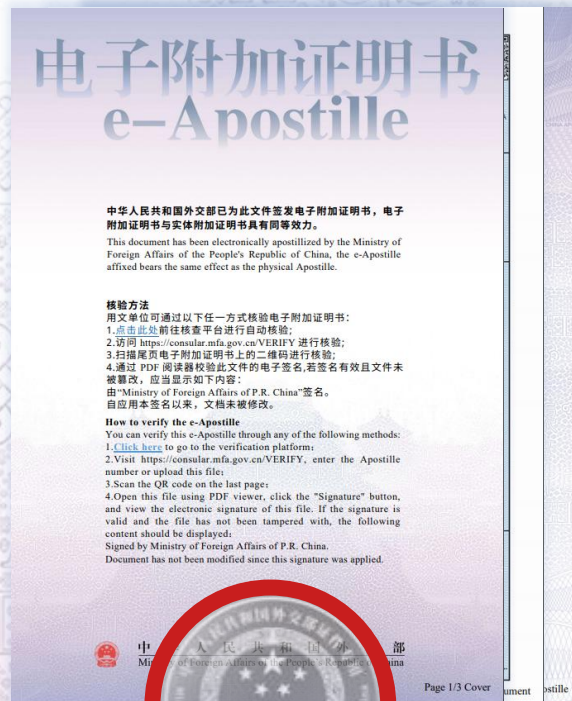 电子附加证明书
e-Apostille
中华人民共和国外交部已为此文件签发电子附加证明书，电子
附加证明书与实体附加证明书具有同等效力。
This document has been electronically apostillized by the Ministry of
Foreign Affairs of the People's Republic of China, the e-Apostille
affixed bears the same effect as the physical Apostille.
核验方法
用文单位可通过以下任一方式核验电子附加证明书：
1.点击此处前往核查平台进行自动核验;
2.访问 https://consular.mfa.gov.cn/VERIFY 进行核验;
3.扫描尾页电子附加证明书上的二维码进行核验;
4.通过 PDF 阅读器校验此文件的电子签名,若签名有效且文件未
被篡改，应当显示如下内容：
由“Ministry of Foreign Affairs of P.R. China”签名。
自应用本签名以来，文档未被修改。
How to verify the e-Apostille
You can verify this e-Apostille through any of the following methods:
1.Click here to go to the verification platform;
2.Visit https://consular.mfa.gov.cn/VERIFY, enter the Apostille
number or upload this file;
3.Scan the QR code on the last page;
4.Open this file using PDF viewer, click the "Signature" button,
and view the electronic signature of this file. If the signature is
valid and the file has not been tampered with, the following
content should be displayed:
Signed by Ministry of Foreign Affairs of P.R. China.
Document has not been modified since this signature was applied.
中 人民共和国外 部
of Foreign Affairs of the People's Republic of
Page 1/3 Cover
ument
ostille